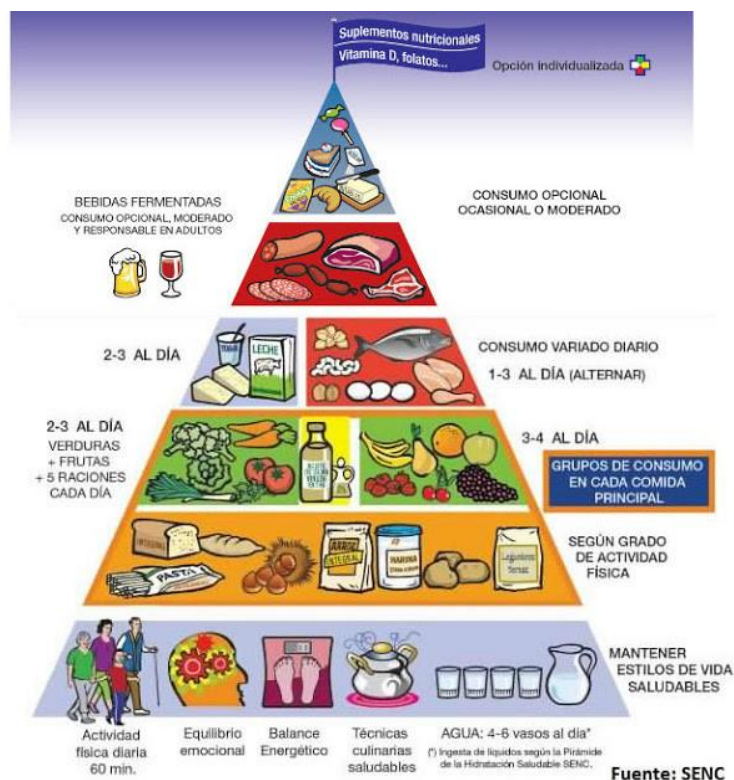 Suplementos nutricionales
Vitamina D, folatos...
Opción individualizada
BEBIDAS FERMENTADAS
CONSUMO OPCIONAL, MODERADO
Y RESPONSABLE EN ADULTOS
CONSUMO OPCIONAL
OCASIONAL O MODERADO
2-3 AL DÍA
LECHE
CONSUMO VARIADO DIARIO
1-3 AL DÍA (ALTERNAR)
2-3 AL DÍA
VERDURAS
+ FRUTAS
+ 5 RACIONES
CADA DÍA
3-4 AL DÍA
GRUPOS DE CONSUMO
EN CADA COMIDA
PRINCIPAL
INTEGRAL
PASTA
ARROZ
INTEGRAL
HARINA
SEGÚN GRADO
DE ACTIVIDAD
FÍSICA
MANTENER
ESTILOS DE VIDA
SALUDABLES
Actividad
física diaria
60 min.
Equilibrio
emocional
Balance
Energético
Técnicas
culinarias
saludables
AGUA: 4-6 vasos al día*
(*) Ingesta de líquidos según la Pirámide
de la Hidratación Saludable SENC.
Fuente: SENC